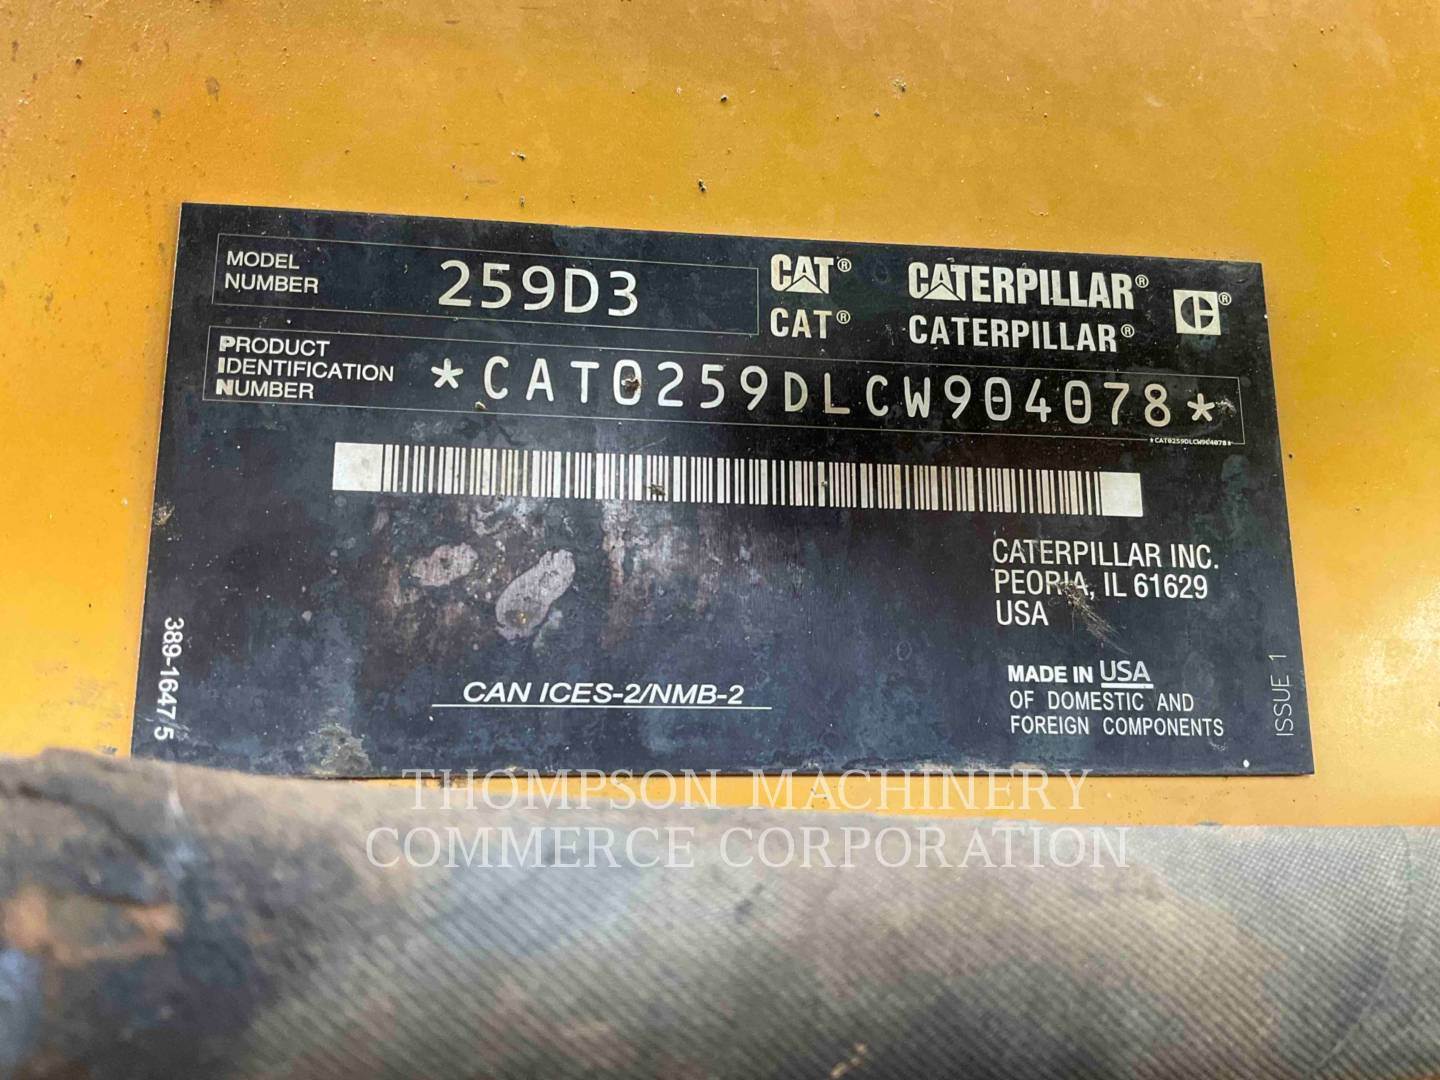 MODEL
NUMBER
259D3
CAT® CATERPILLAR®
CAT® CATERPILLAR®
PRODUCT
IDENTIFICATION
NUMBER
*CAT0259DLCW904078*
*CAT0259DLCW904078*
CATERPILLAR INC.
PEORIA, IL 61629
USA
MADE IN USA
OF DOMESTIC AND
FOREIGN COMPONENTS
CAN ICES-2/NMB-2
389-1647 5
ISSUE 1
THOMPSON MACHINERY
COMMERCE CORPORATION